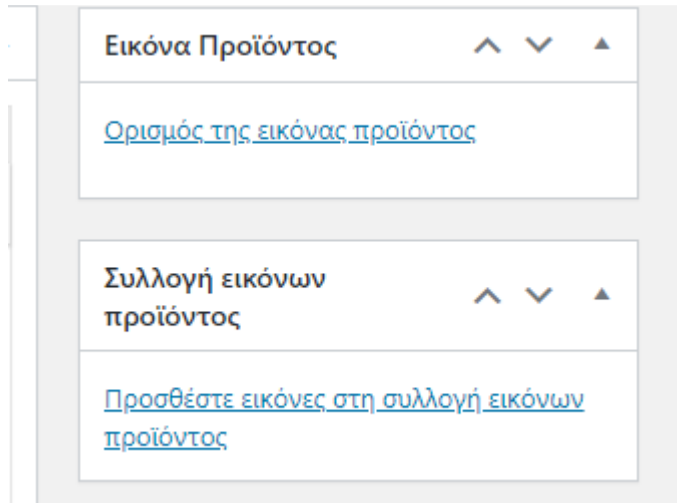 Εικόνα Προϊόντος
Ορισμός της εικόνας προϊόντος
Συλλογή εικόνων
προϊόντος
Προσθέστε εικόνες στη συλλογή εικόνων
προϊόντος